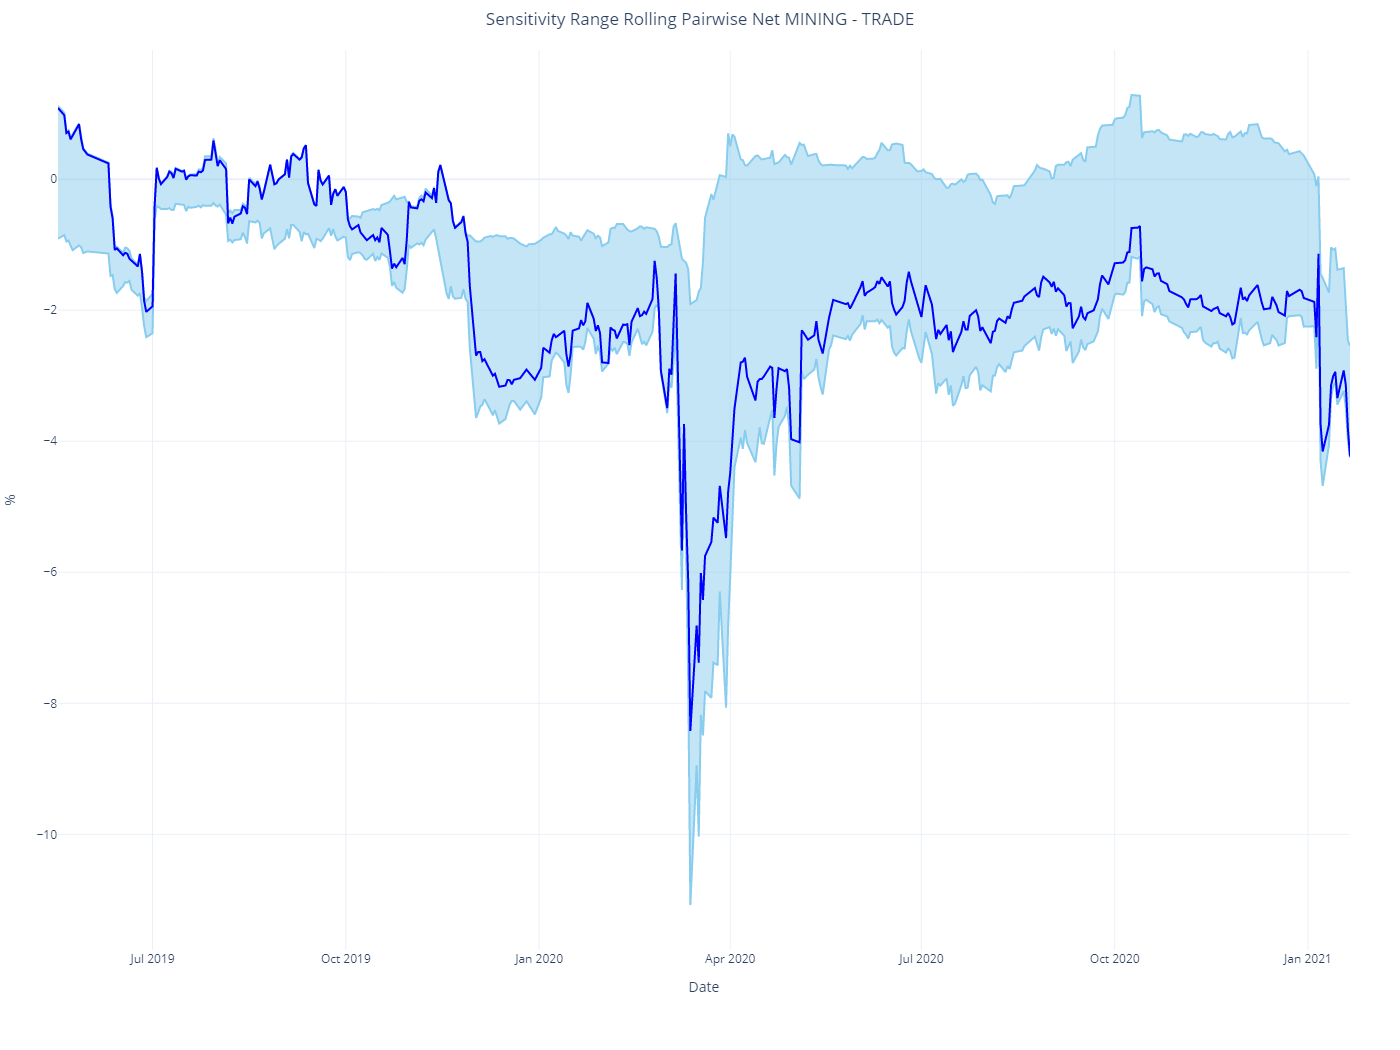 Sensitivity Range Rolling Pairwise Net MINING - TRADE
0
−2
−4
%
−6
−8
−10
Jul 2019 Oct 2019 Jan 2020 Apr 2020 Jul 2020 Oct 2020 Jan 2021
Date